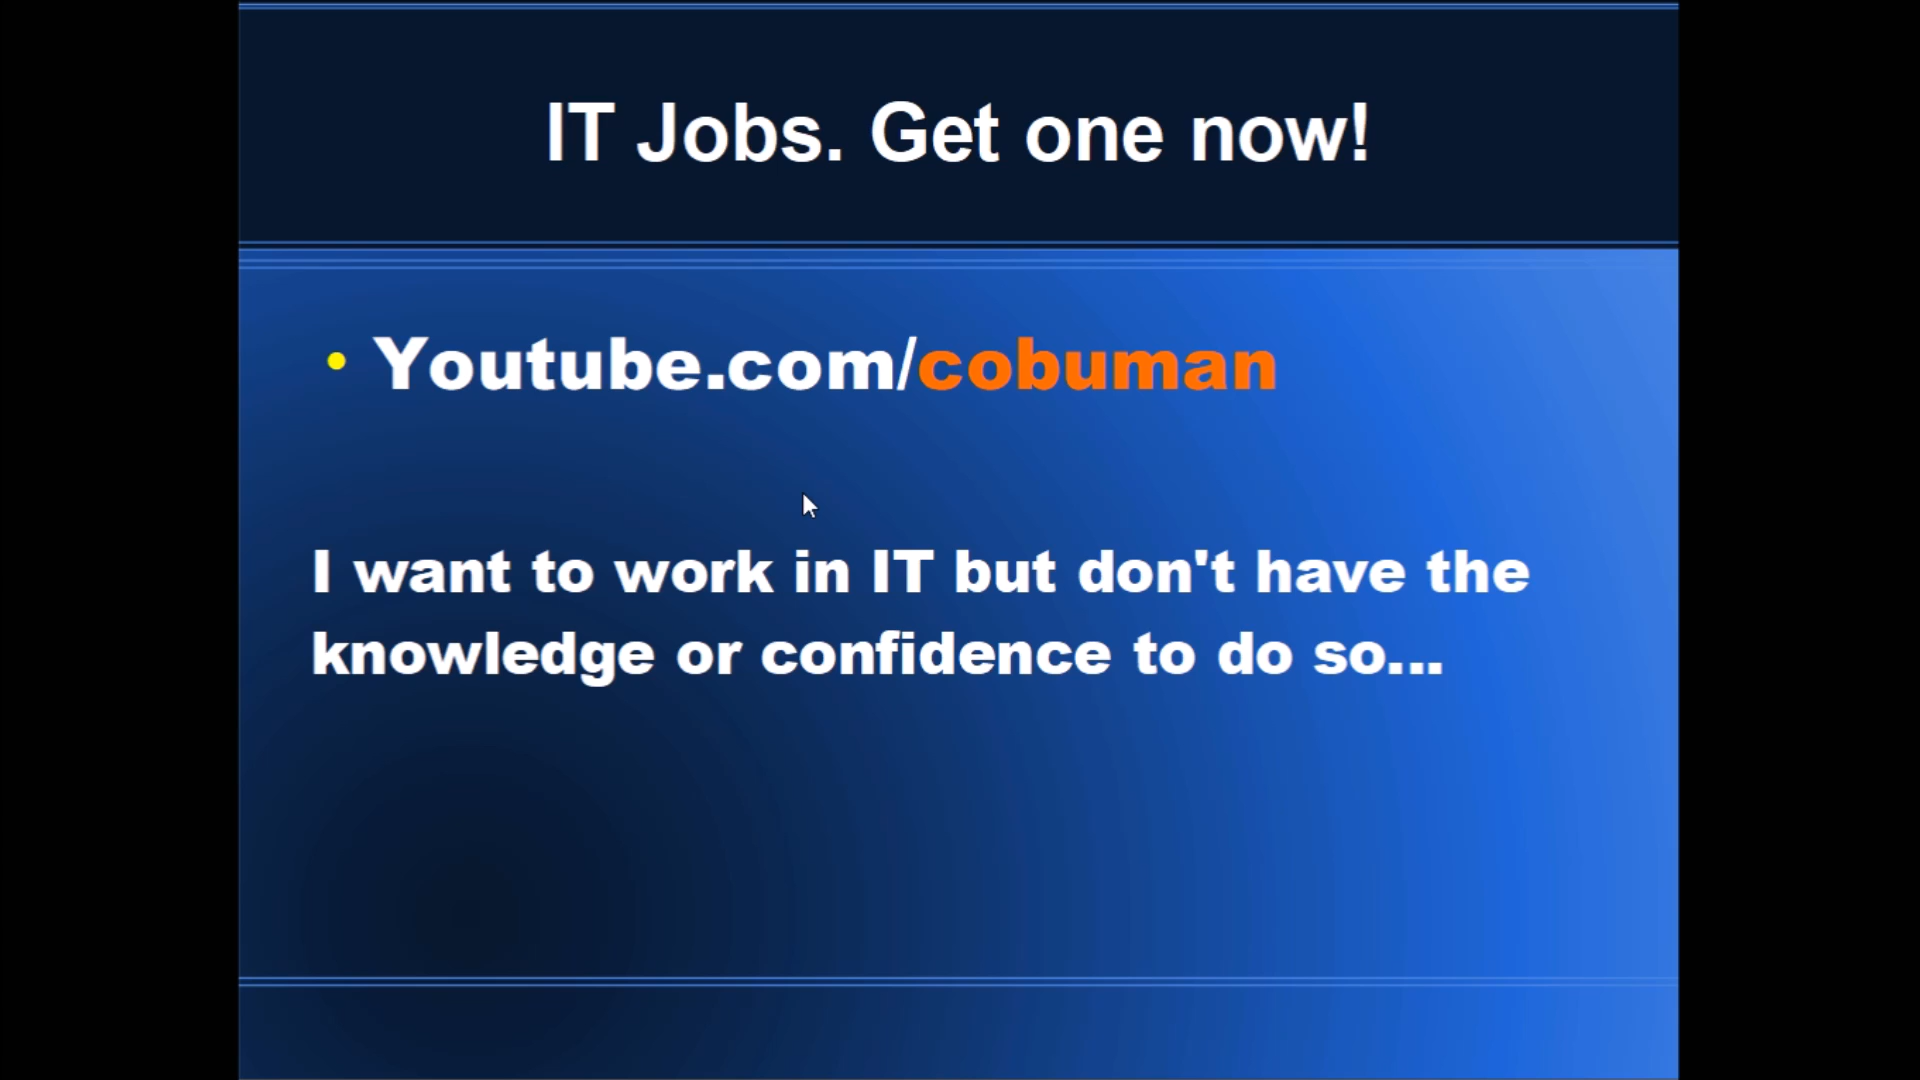 IT Jobs. Get one now!
• Youtube.com/cobuman
I want to work in IT but don't have the
knowledge or confidence to do so...